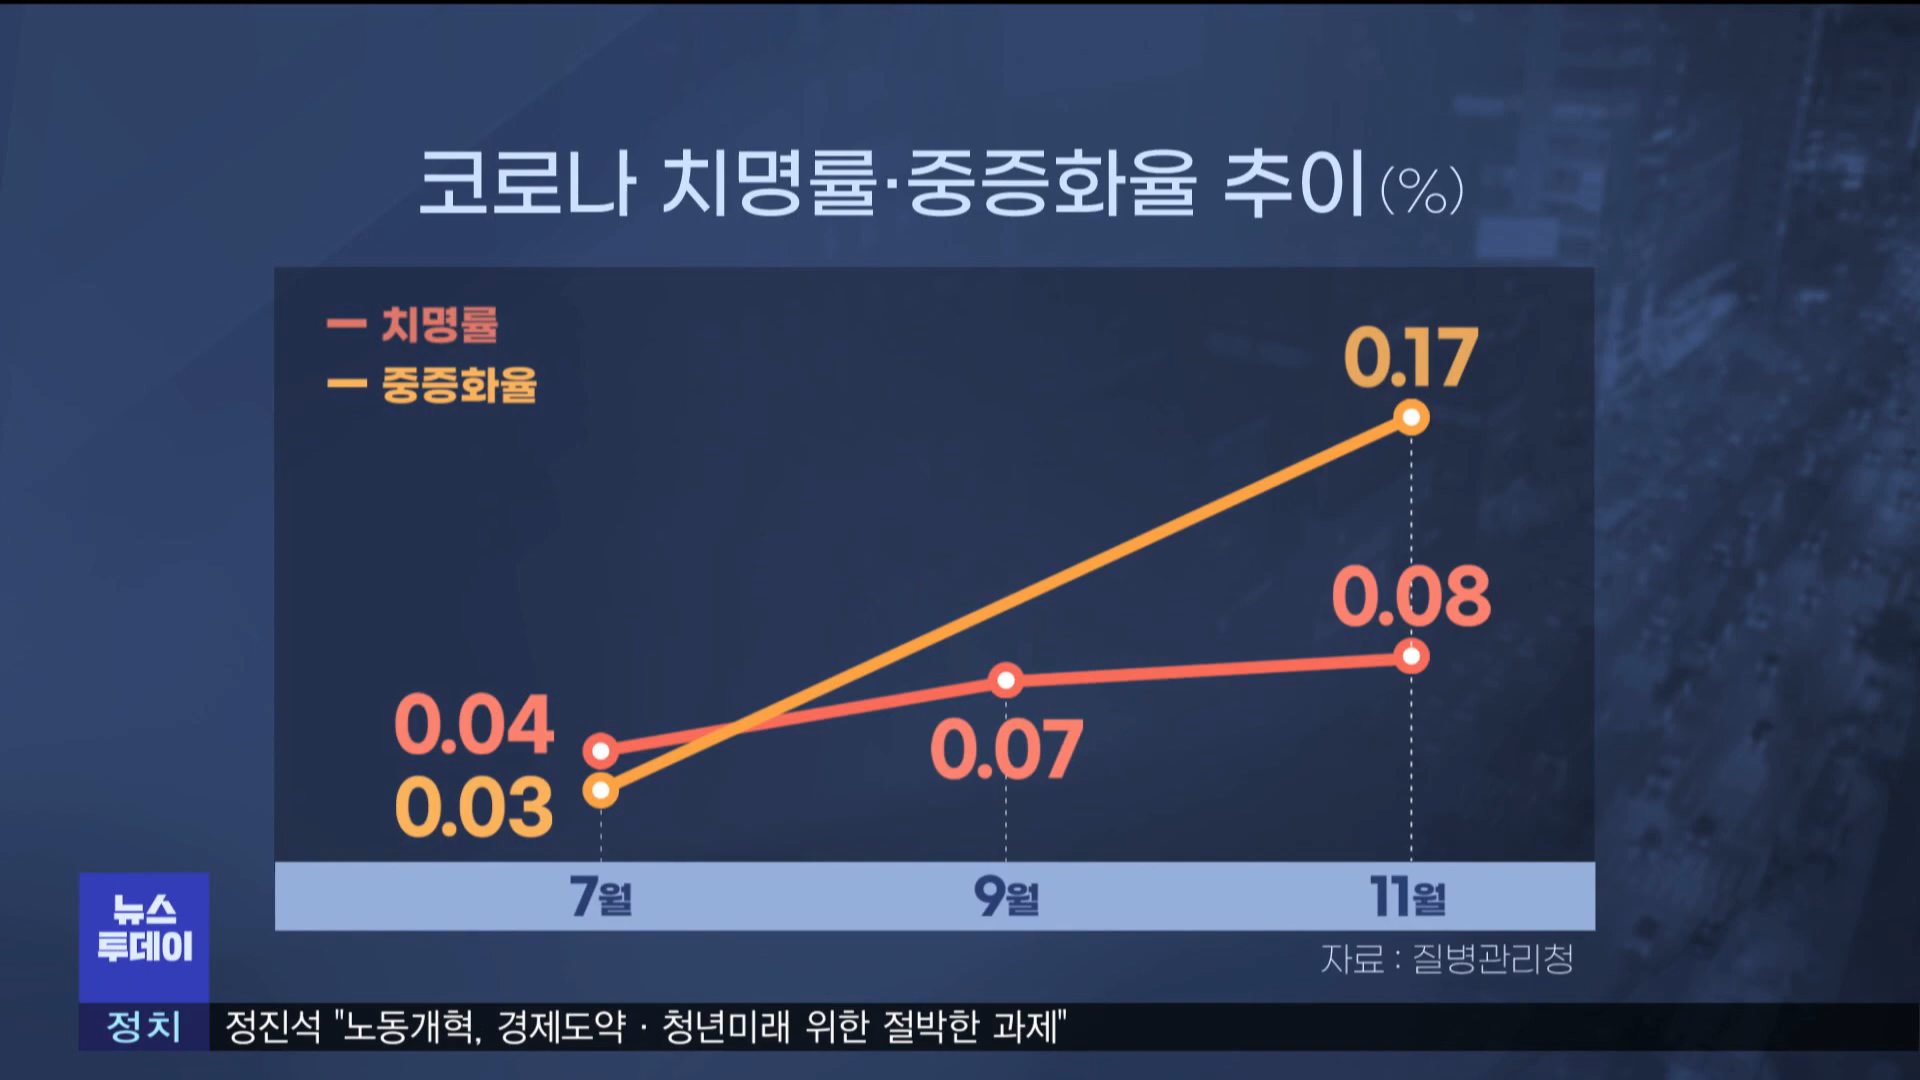 코로나 치명률·중증화율 추이(%)
치명률
중증화율
0.17
0.08
0.04
0.07
0.03
7월 9월 11월
자료 : 질병관리청
뉴스
투데이
정치 정진석 "노동개혁, 경제도약 · 청년미래 위한 절박한 과제"